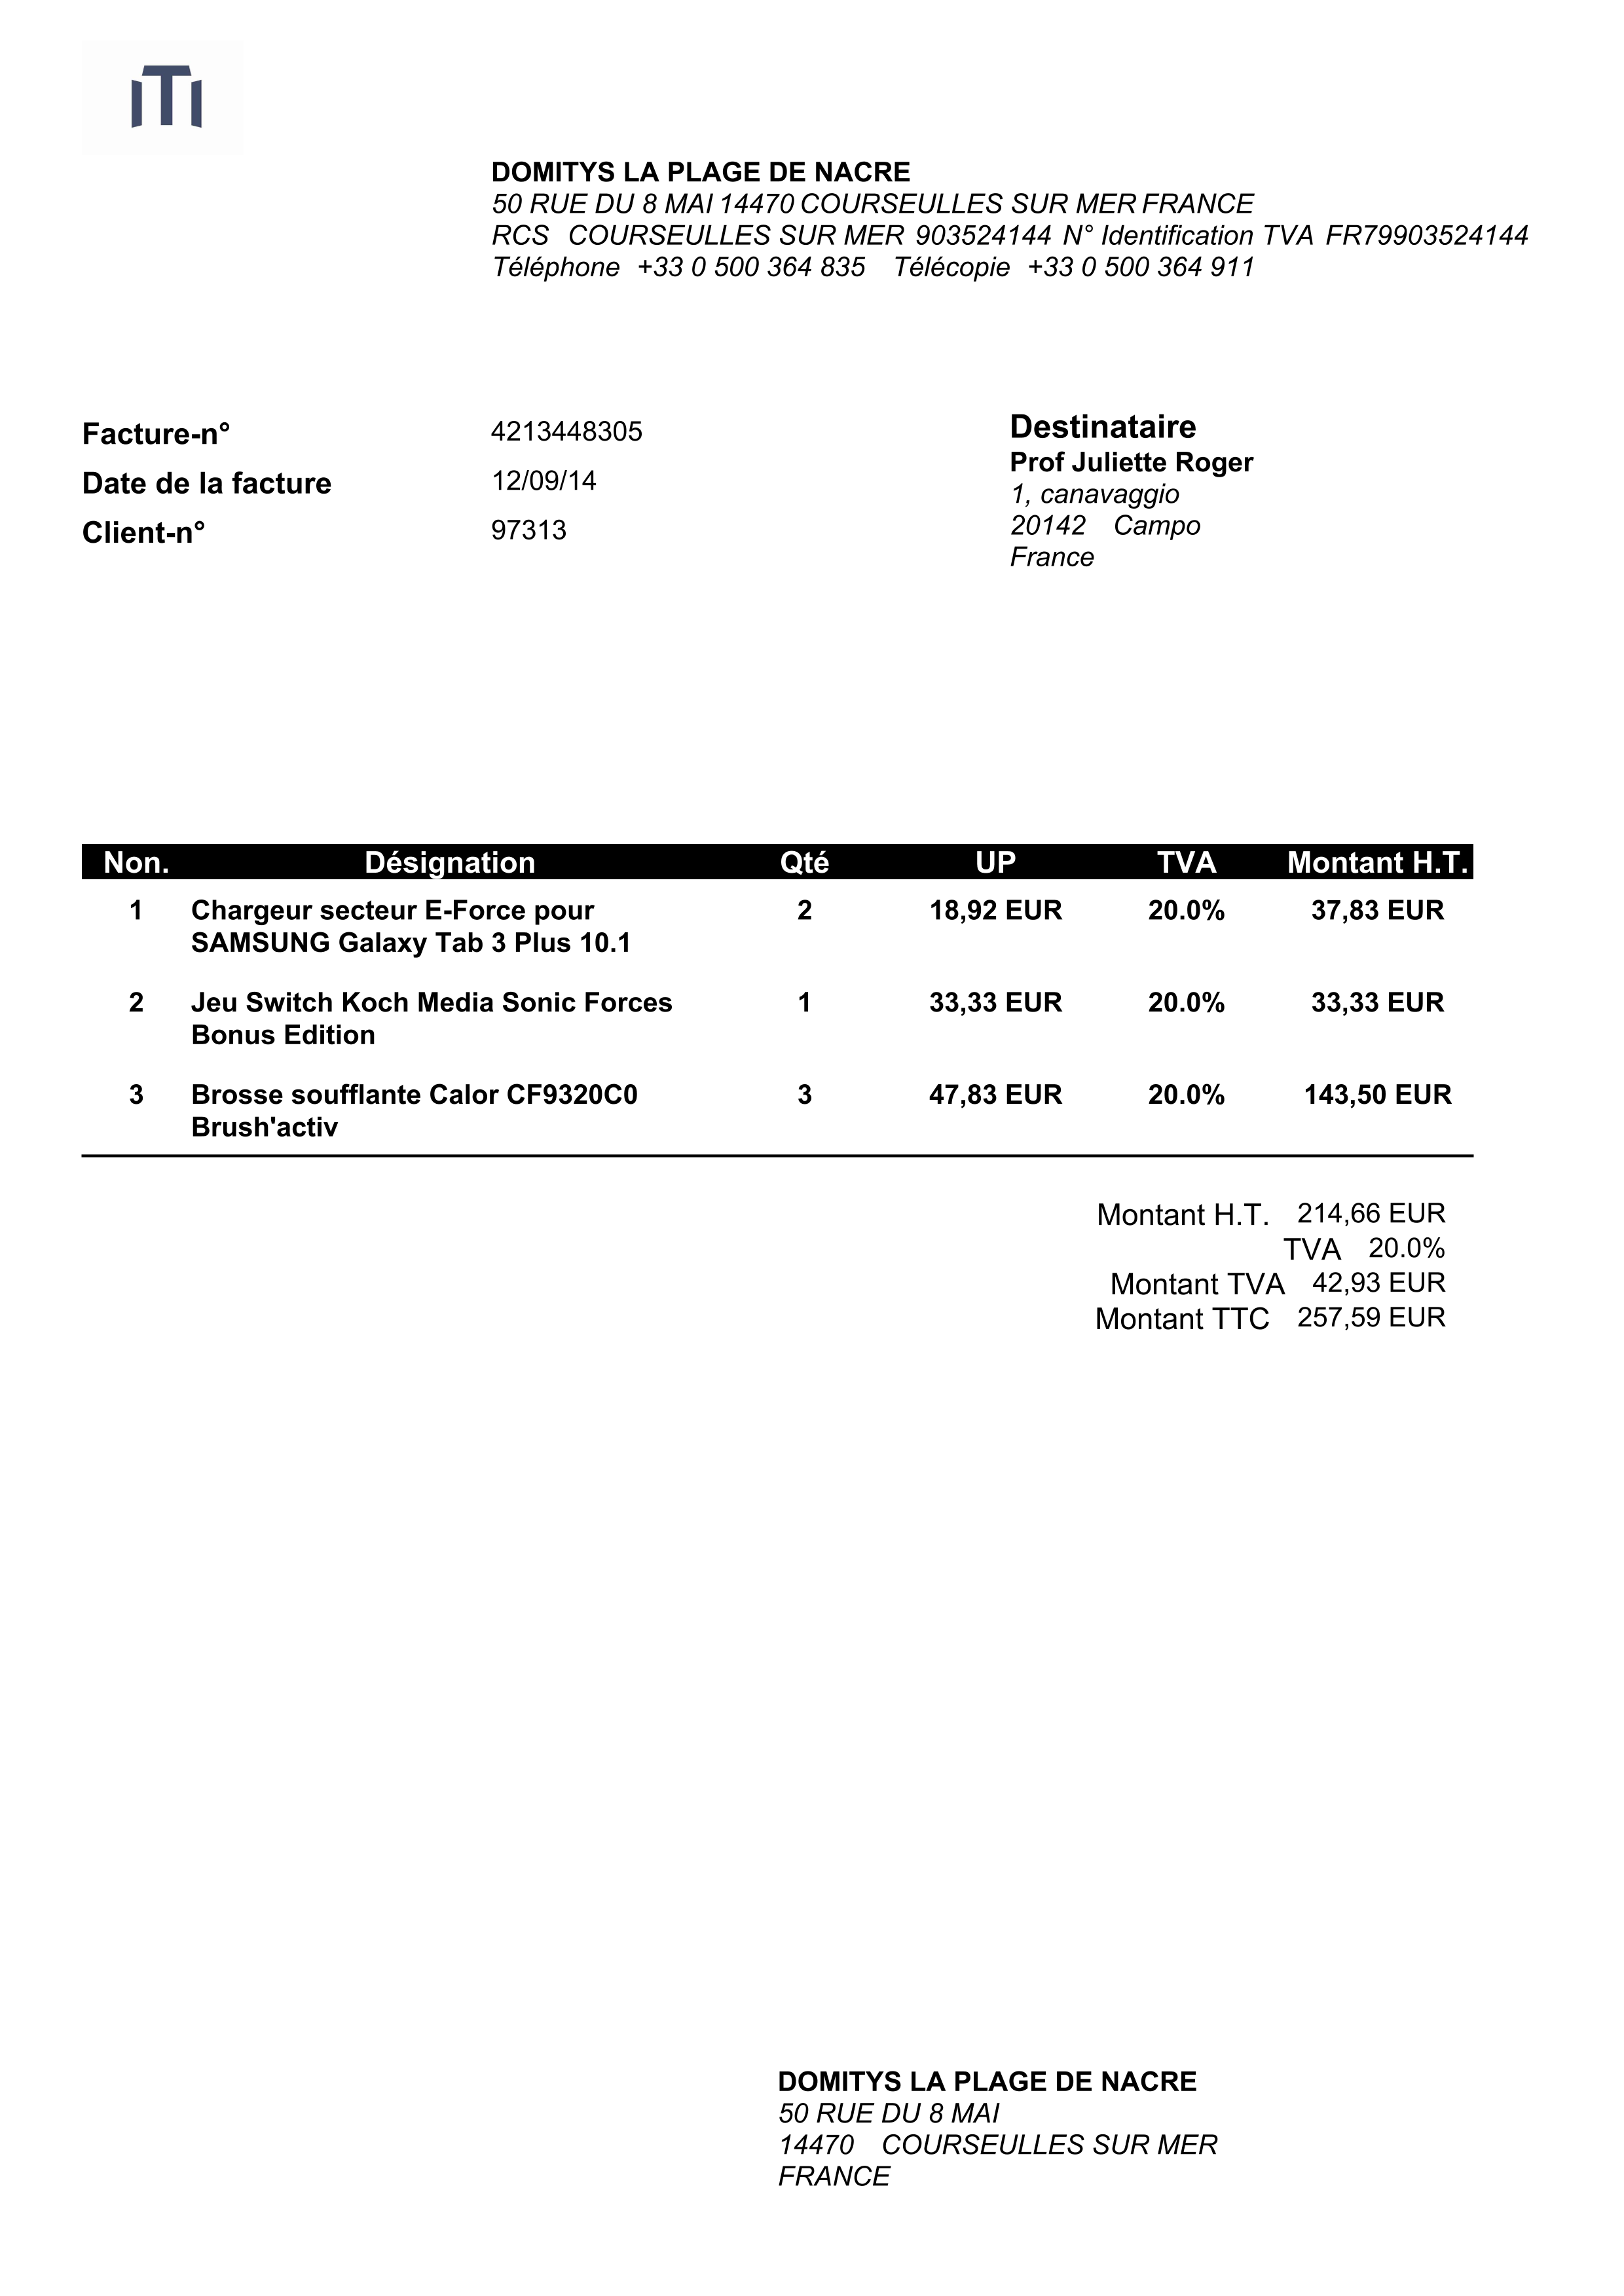 iTi
DOMITYS LA PLAGE DE NACRE
50 RUE DU 8 MAI 14470 COURSEULLES SUR MER FRANCE
RCS COURSEULLES SUR MER 903524144 N° Identification TVA FR79903524144
Téléphone +33 0 500 364 835 Télécopie +33 0 500 364 911
Facture-n° 4213448305
Date de la facture 12/09/14
Client-n° 97313
Destinataire
Prof Juliette Roger
1, canavaggio
20142 Campo
France
Non. Désignation Qté UP TVA Montant H.T.
1 Chargeur secteur E-Force pour 2 18,92 EUR 20.0% 37,83 EUR
SAMSUNG Galaxy Tab 3 Plus 10.1
2 Jeu Switch Koch Media Sonic Forces 1 33,33 EUR 20.0% 33,33 EUR
Bonus Edition
3 Brosse soufflante Calor CF9320C0 3 47,83 EUR 20.0% 143,50 EUR
Brush'activ
Montant H.T. 214,66 EUR
TVA 20.0%
Montant TVA 42,93 EUR
Montant TTC 257,59 EUR
DOMITYS LA PLAGE DE NACRE
50 RUE DU 8 MAI
14470 COURSEULLES SUR MER
FRANCE